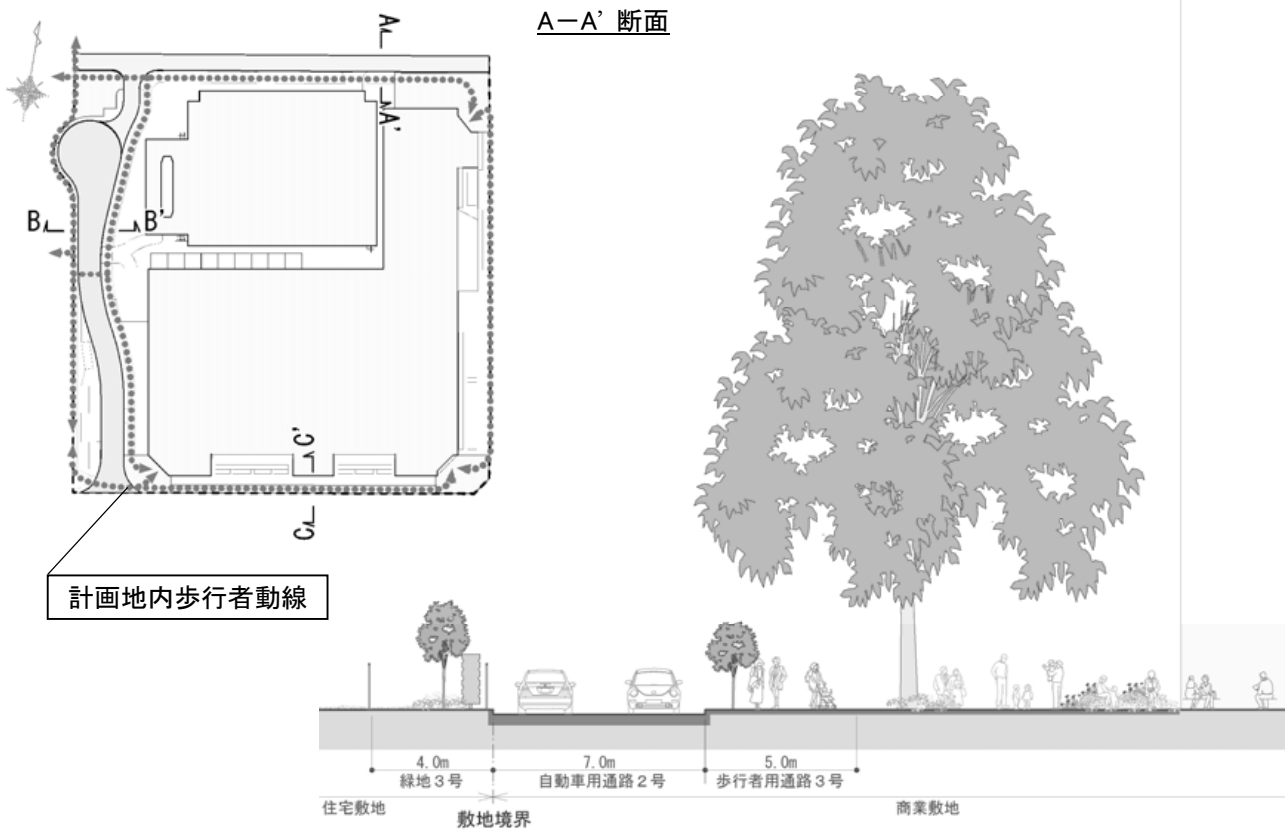 A－A’ 断面
A
A'
B
B'
C'
C
計画地内歩行者動線
4.0m
緑地３号
7.0m
自動車用通路２号
5.0m
歩行者用通路３号
住宅敷地
敷地境界
商業敷地